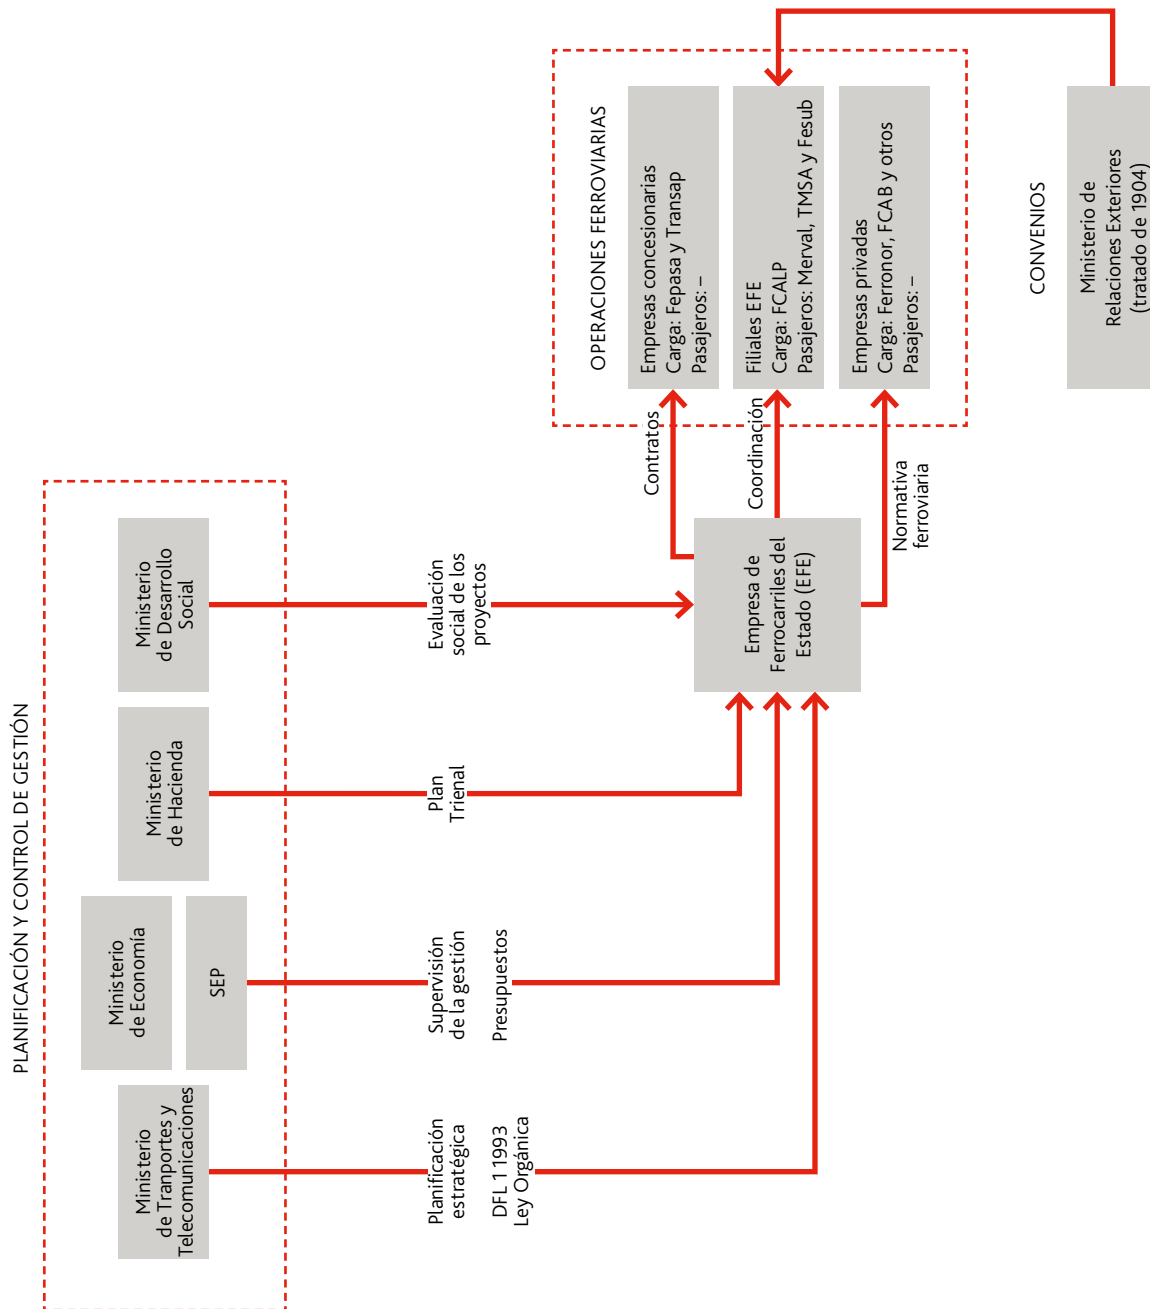 PLANIFICACIÓN Y CONTROL DE GESTIÓN
Ministerio
de Tranportes y
Telecomunicaciones
Ministerio
de Economía
SEP
Ministerio
de Hacienda
Ministerio
de Desarrollo
Social
Planificación
estratégica
DFL 1 1993
Ley Orgánica
Supervisión
de la gestión
Presupuestos
Plan
Trienal
Evaluación
social de los
proyectos
Empresa de
Ferrocarriles del
Estado (EFE)
Contratos
Coordinación
Normativa
ferroviaria
OPERACIONES FERROVIARIAS
Empresas concesionarias
Carga: Fepasa y Transap
Pasajeros: –
Filiales EFE
Carga: FCALP
Pasajeros: Merval, TMSA y Fesub
Empresas privadas
Carga: Ferronor, FCAB y otros
Pasajeros: –
CONVENIOS
Ministerio de
Relaciones Exteriores
(tratado de 1904)